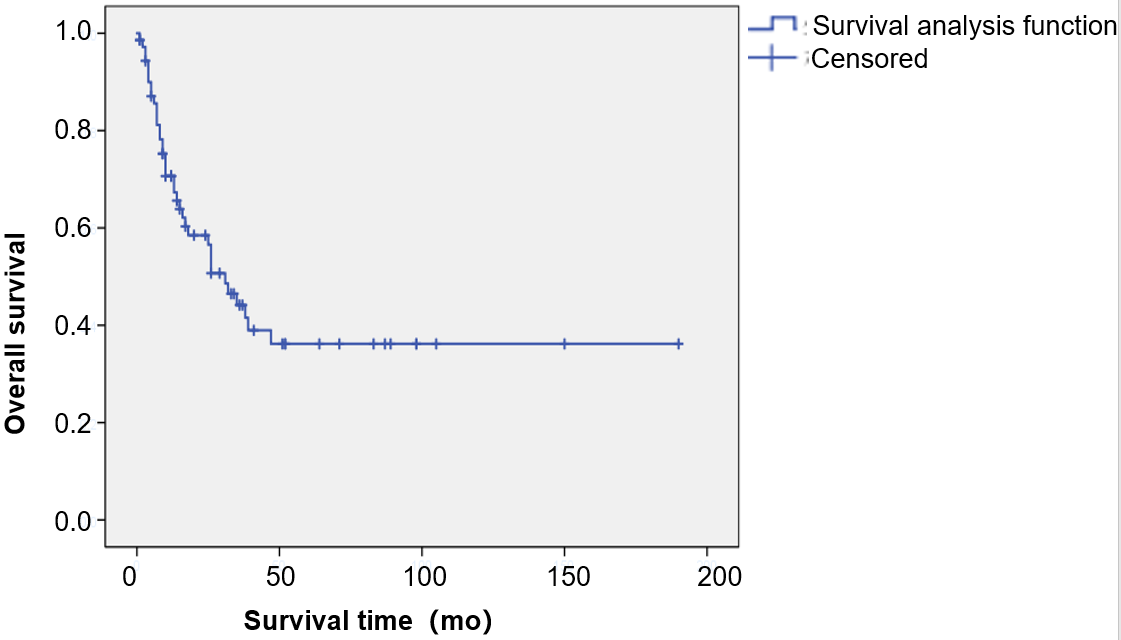 Survival analysis function
Censored
1.0
0.8
0.6
0.4
0.2
0.0
Overall survival
0 50 100 150 200
Survival time (mo)